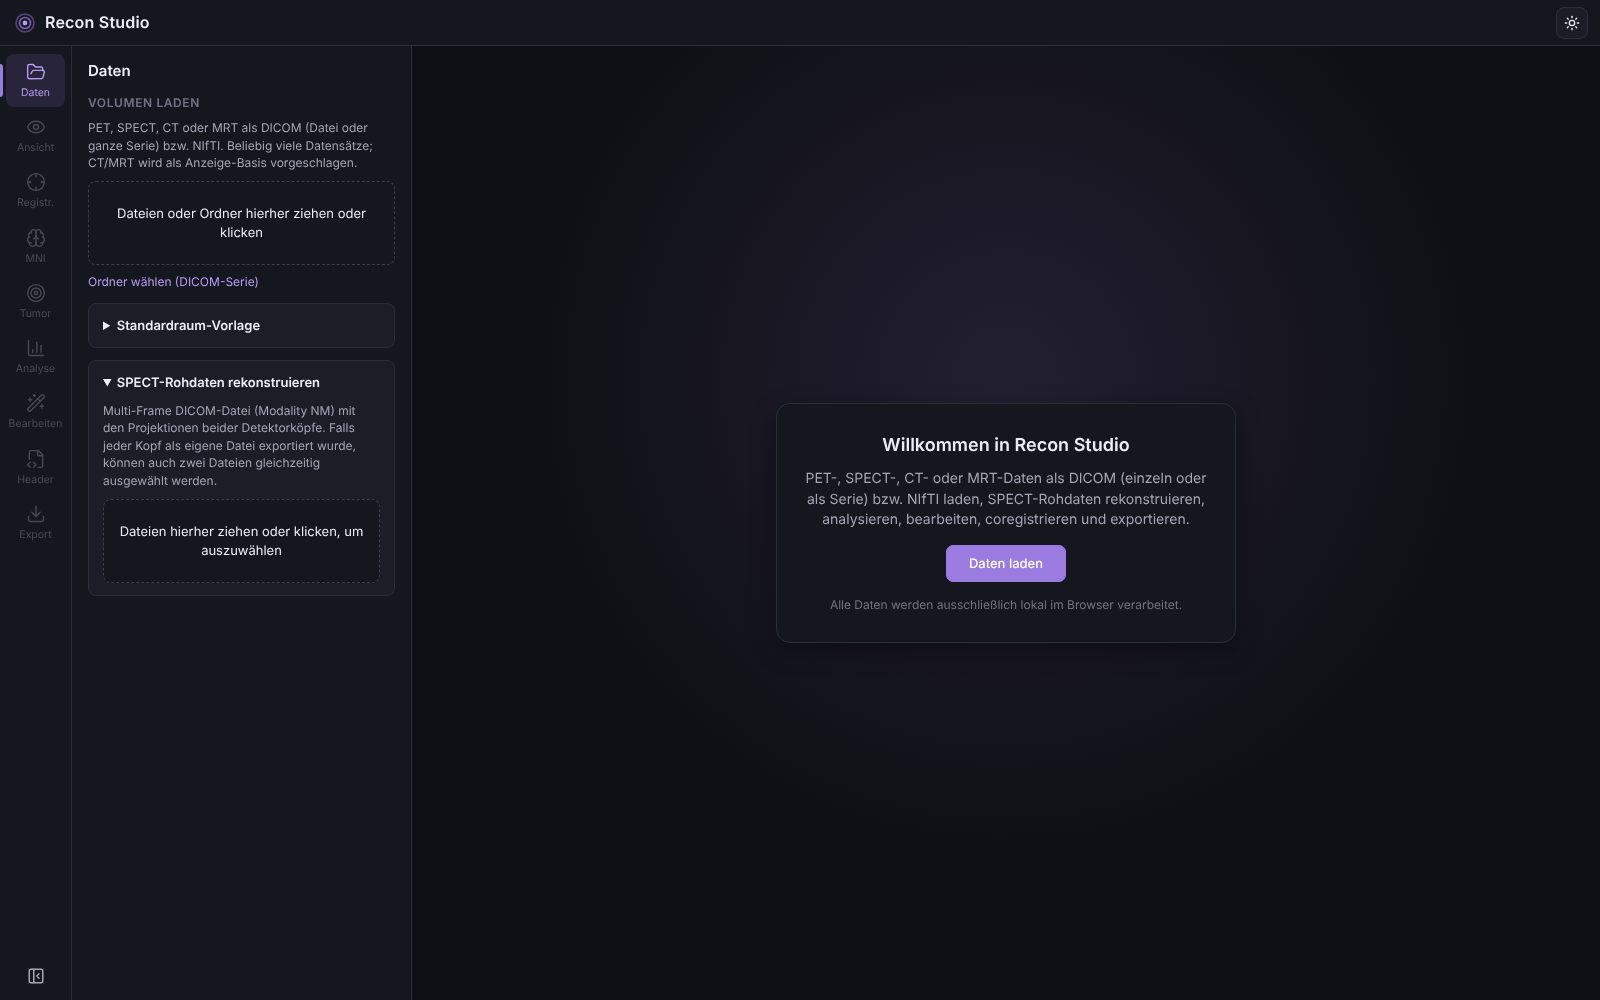 Recon Studio
Daten
Ansicht
Registr.
MNI
Tumor
Analyse
Bearbeiten
Header
Export
Daten
VOLUMEN LADEN
PET, SPECT, CT oder MRT als DICOM (Datei oder
ganze Serie) bzw. NIfTI. Beliebig viele Datensätze;
CT/MRT wird als Anzeige-Basis vorgeschlagen.
Dateien oder Ordner hierher ziehen oder
klicken
Ordner wählen (DICOM-Serie)
Standardraum-Vorlage
SPECT-Rohdaten rekonstruieren
Multi-Frame DICOM-Datei (Modality NM) mit
den Projektionen beider Detektorköpfe. Falls
jeder Kopf als eigene Datei exportiert wurde,
können auch zwei Dateien gleichzeitig
ausgewählt werden.
Dateien hierher ziehen oder klicken, um
auszuwählen
Willkommen in Recon Studio
PET-, SPECT-, CT- oder MRT-Daten als DICOM (einzeln oder
als Serie) bzw. NIfTI laden, SPECT-Rohdaten rekonstruieren,
analysieren, bearbeiten, coregistrieren und exportieren.
Daten laden
Alle Daten werden ausschließlich lokal im Browser verarbeitet.